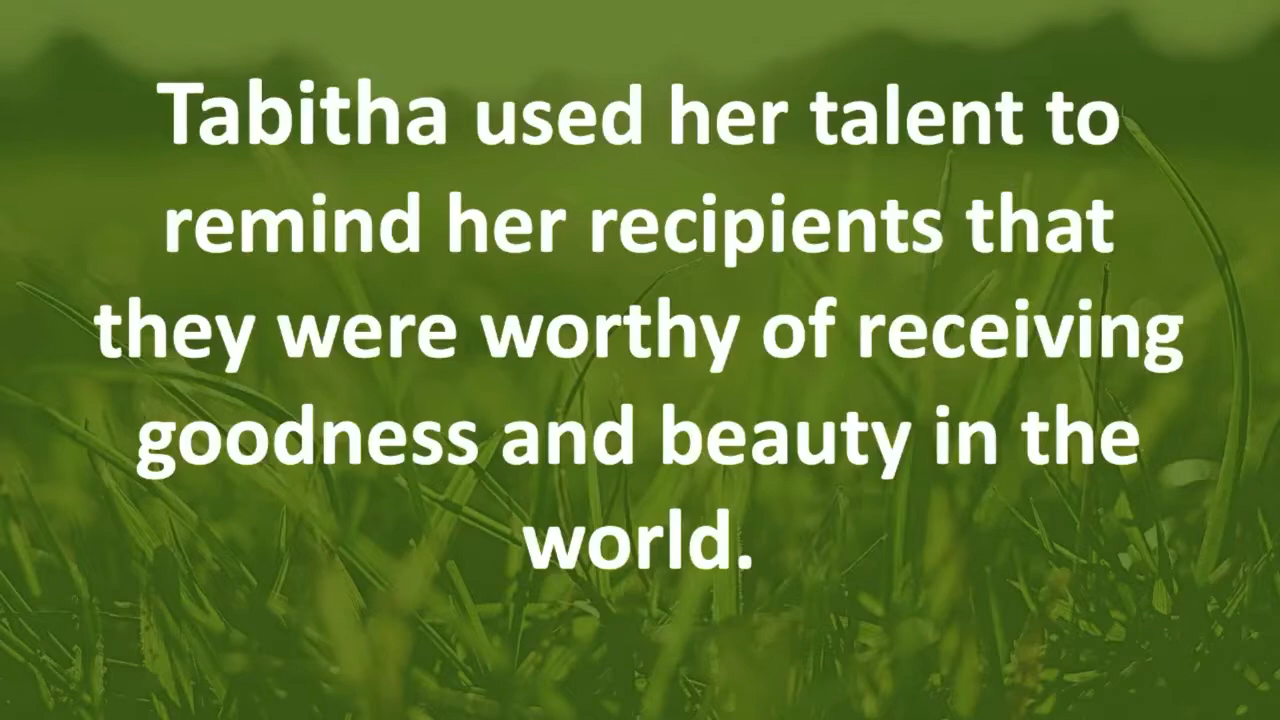 Tabitha used her talent to
remind her recipients that
they were worthy of receiving
goodness and beauty in the
world.